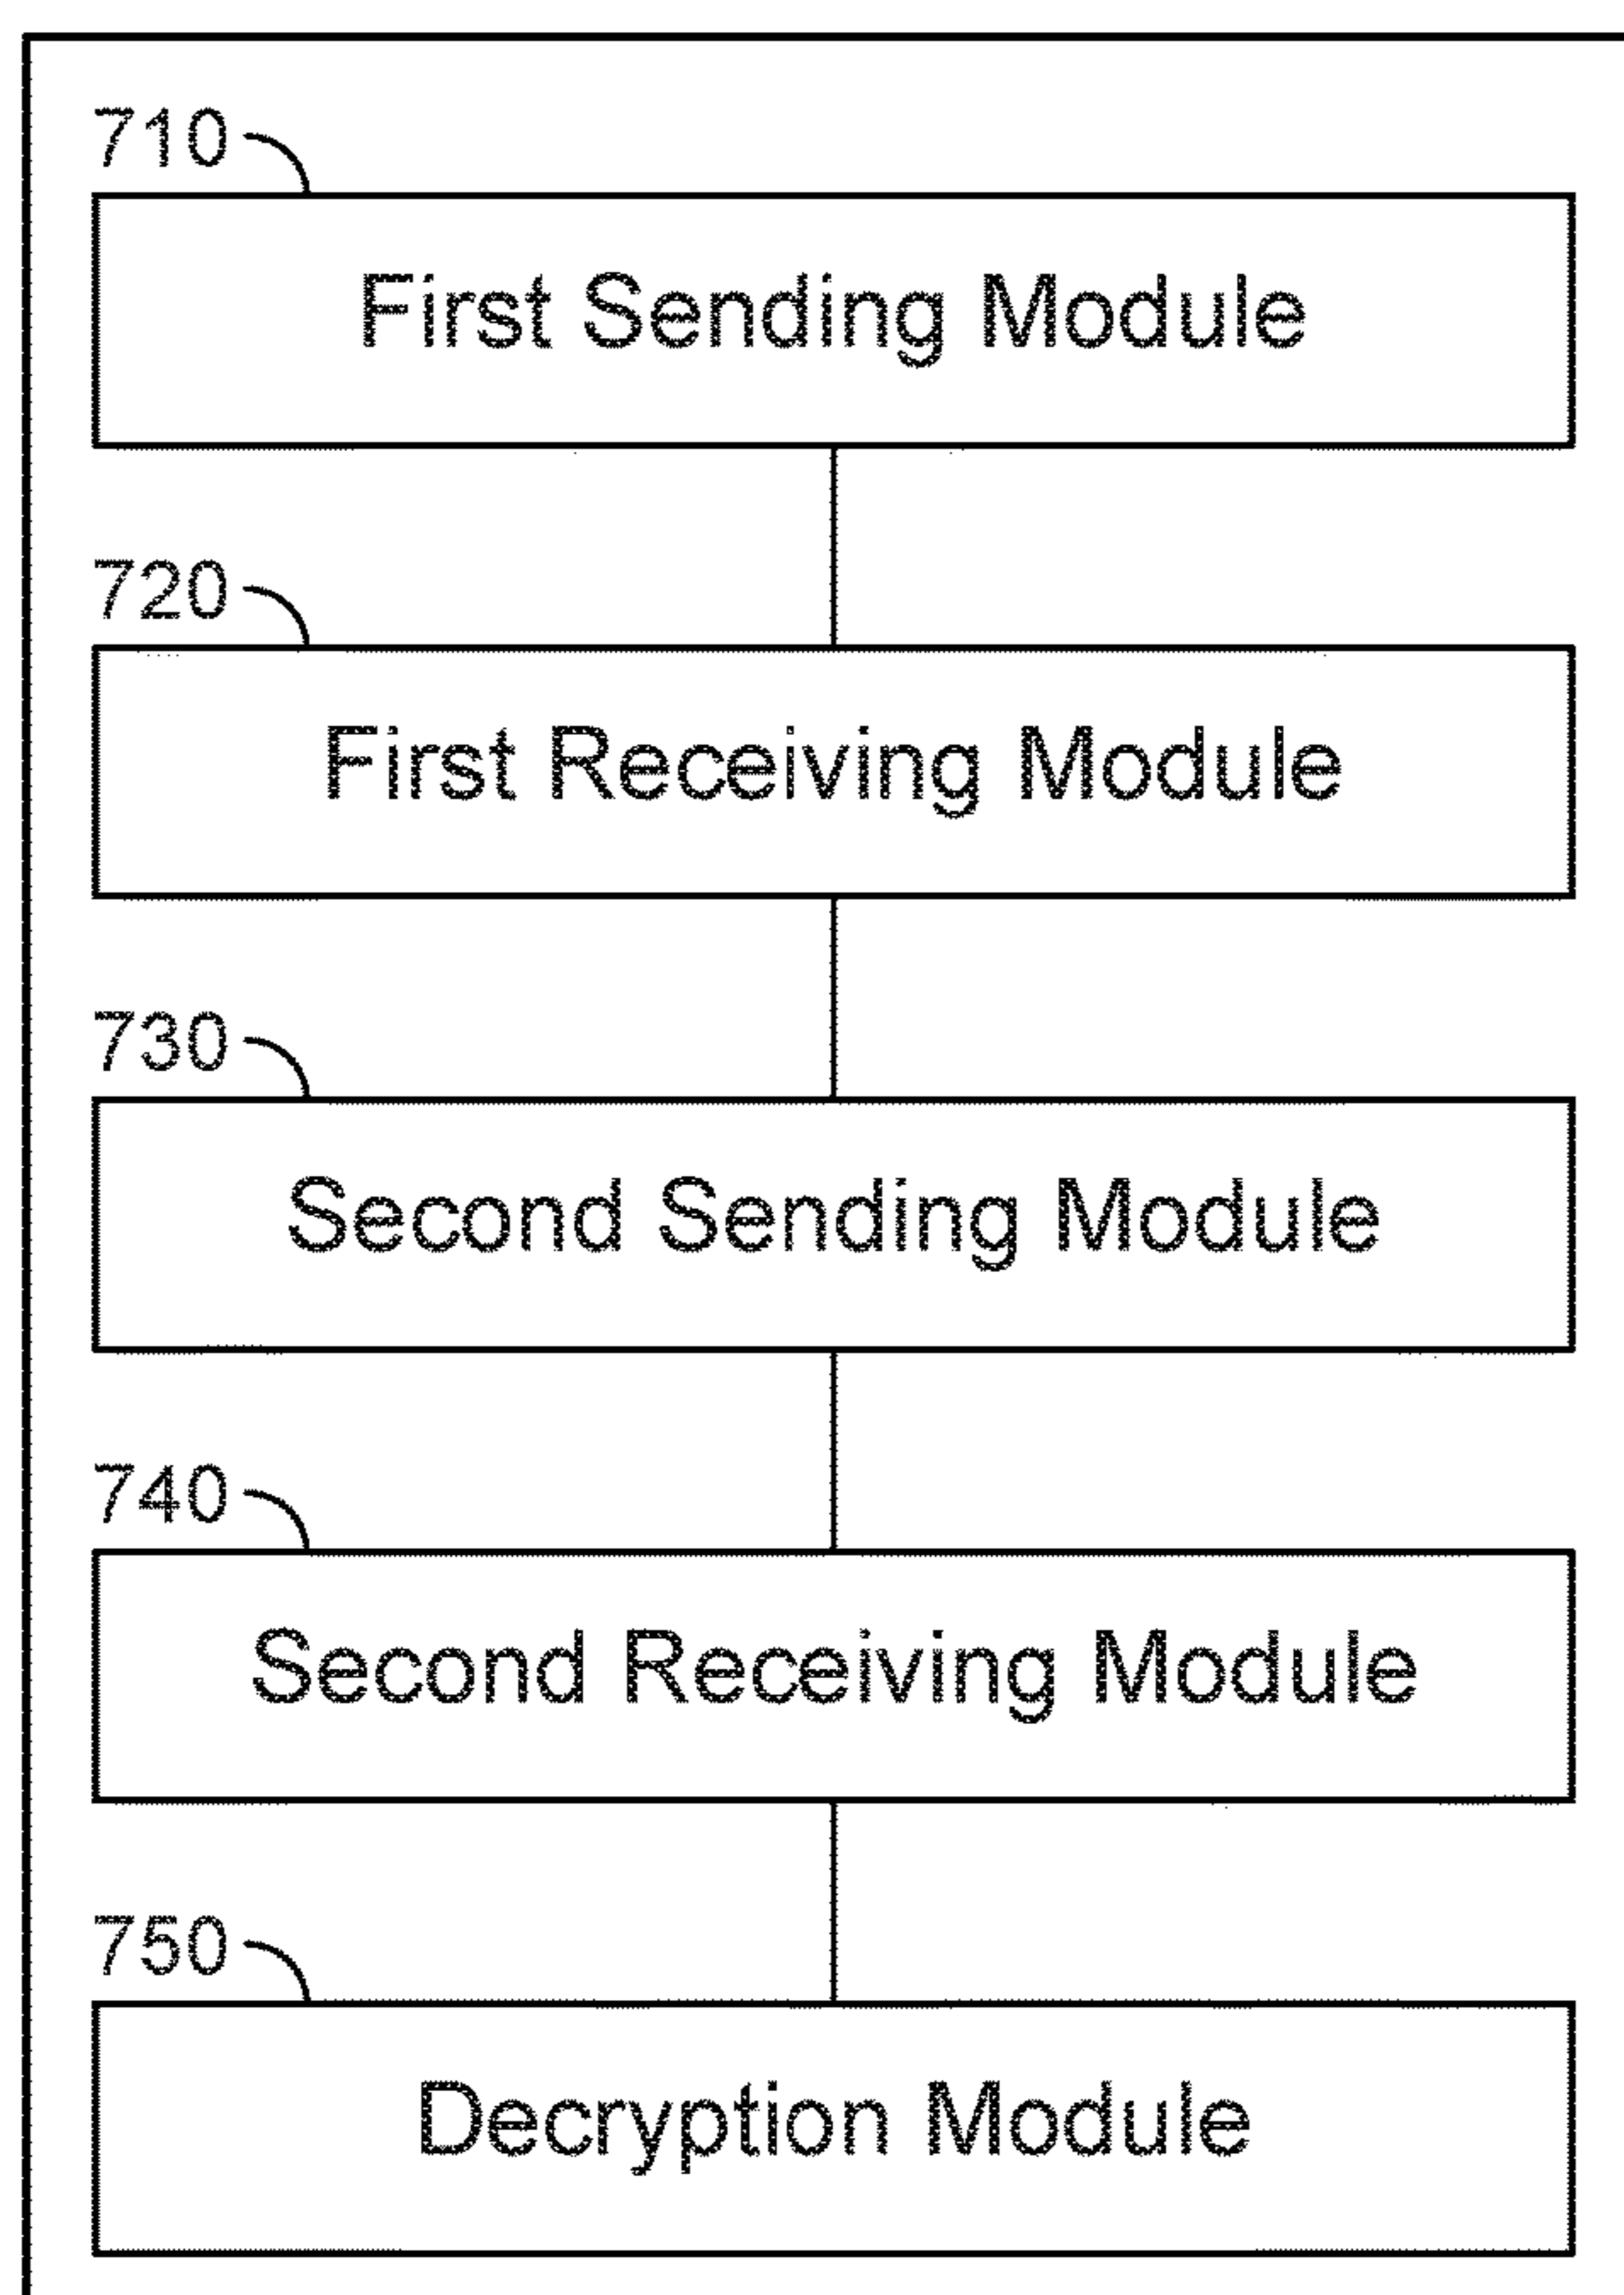 710
First Sending Module
720
First Receiving Module
730
Second Sending Module
740
Second Receiving Module
750
Decryption Module